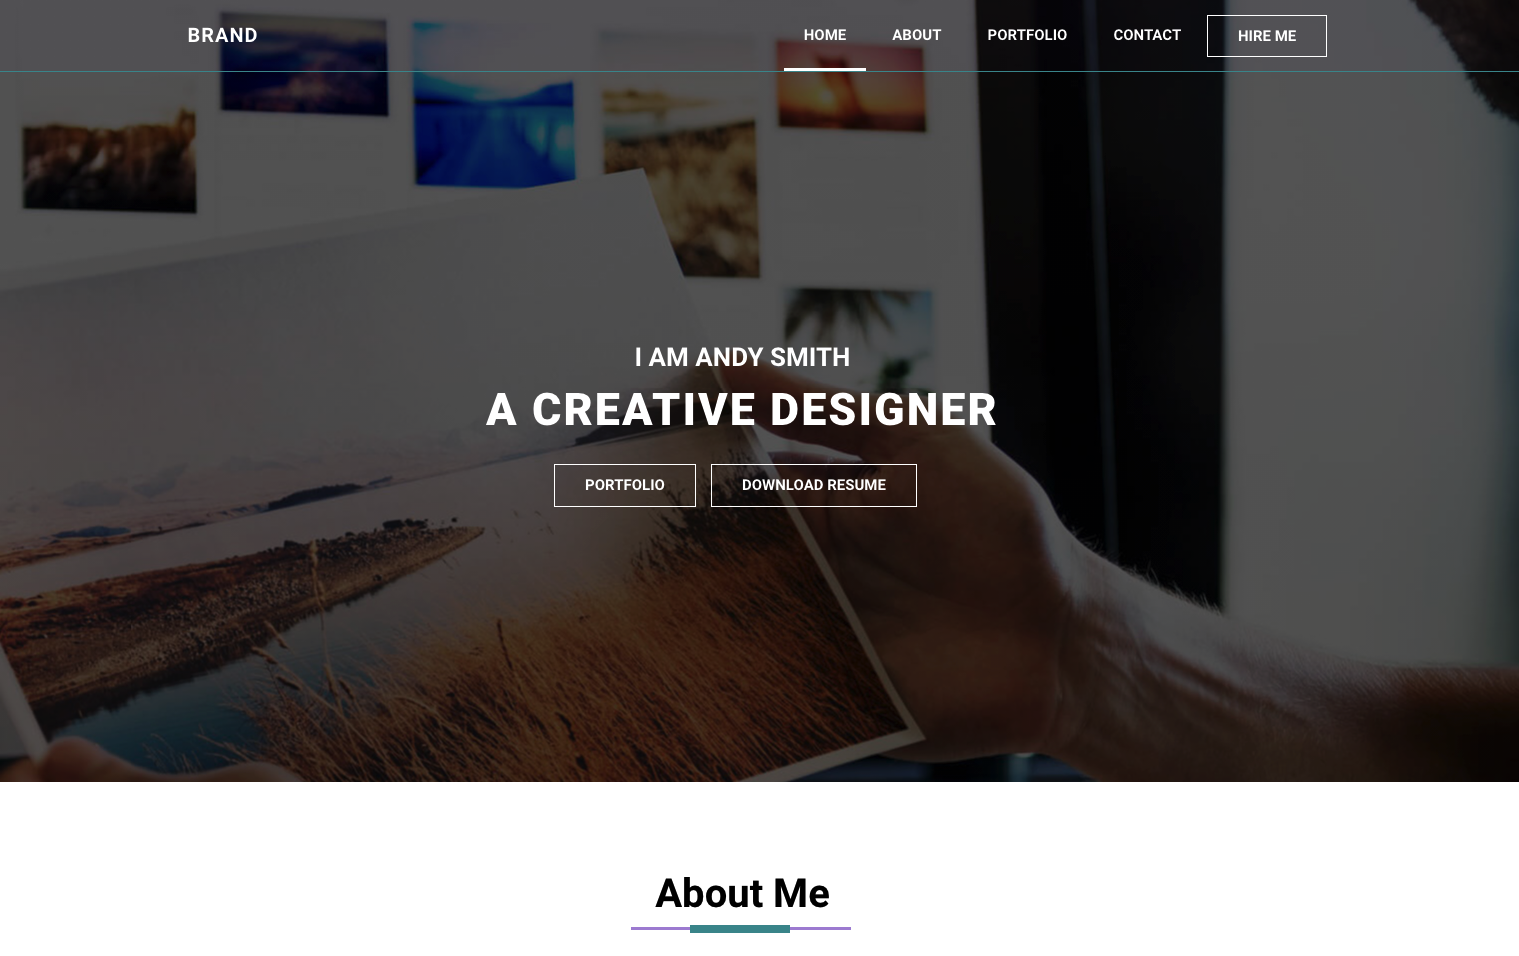 BRAND
HOME ABOUT PORTFOLIO CONTACT HIRE ME
I AM ANDY SMITH
A CREATIVE DESIGNER
PORTFOLIO DOWNLOAD RESUME
About Me